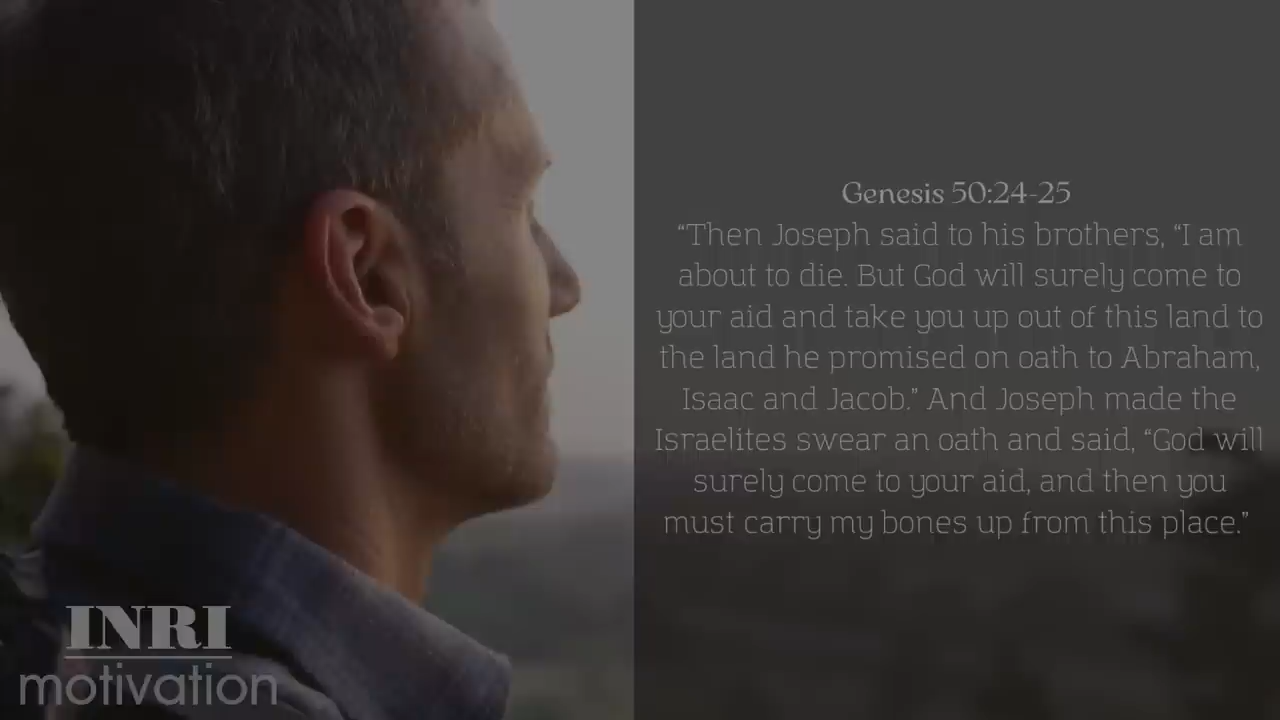 Genesis 50:24-25
“Then Joseph said to his brothers, “I am
about to die. But God will surely come to
your aid and take you up out of this land to
the land he promised on oath to Abraham,
Isaac and Jacob.” And Joseph made the
Israelites swear an oath and said, “God will
surely come to your aid, and then you
must carry my bones up from this place.”
INRI
motivation